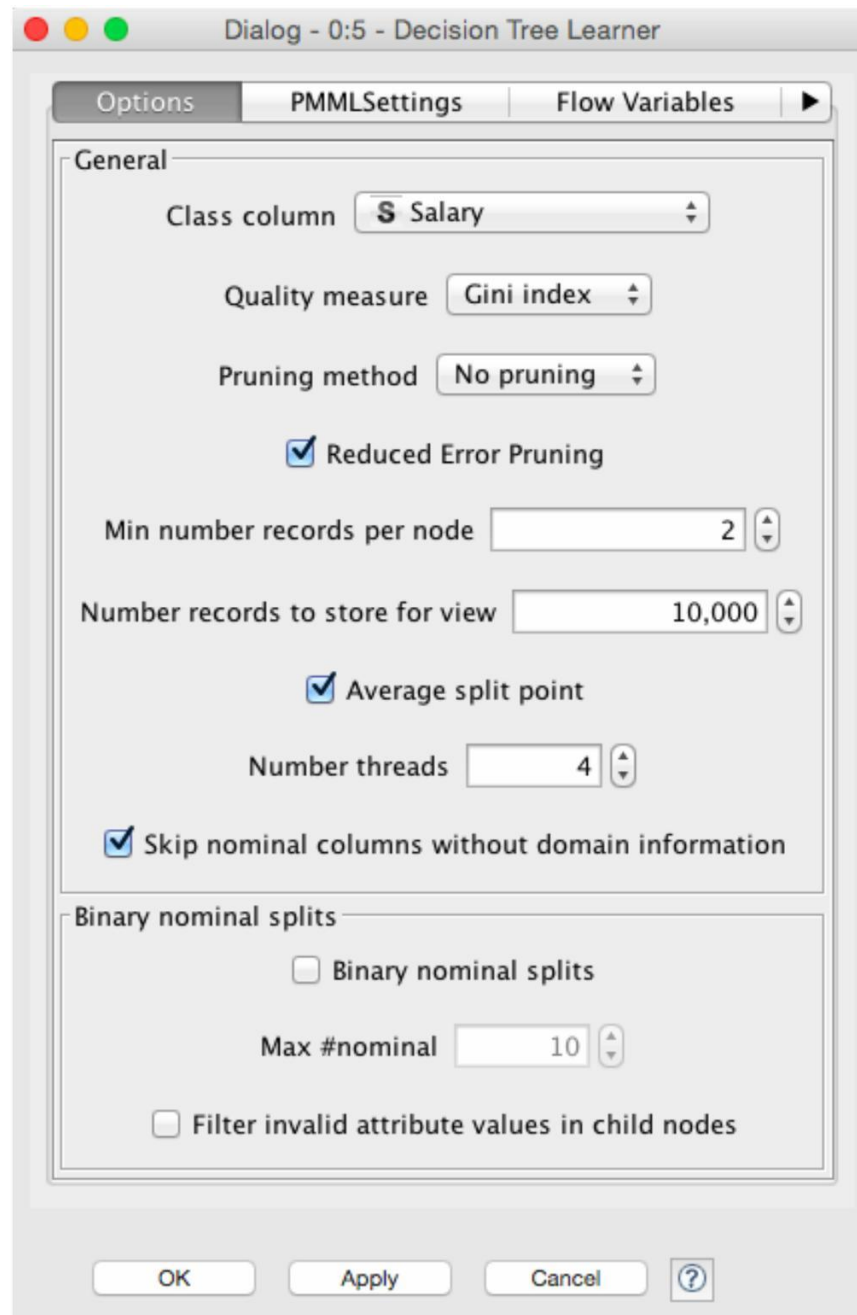 Dialog - 0:5 - Decision Tree Learner
Options PMMLSettings Flow Variables
General
Class column S Salary
Quality measure Gini index
Pruning method No pruning
Reduced Error Pruning
Min number records per node 2
Number records to store for view 10,000
Average split point
Number threads 4
Skip nominal columns without domain information
Binary nominal splits
Binary nominal splits
Max #nominal 10
Filter invalid attribute values in child nodes
OK Apply Cancel ?